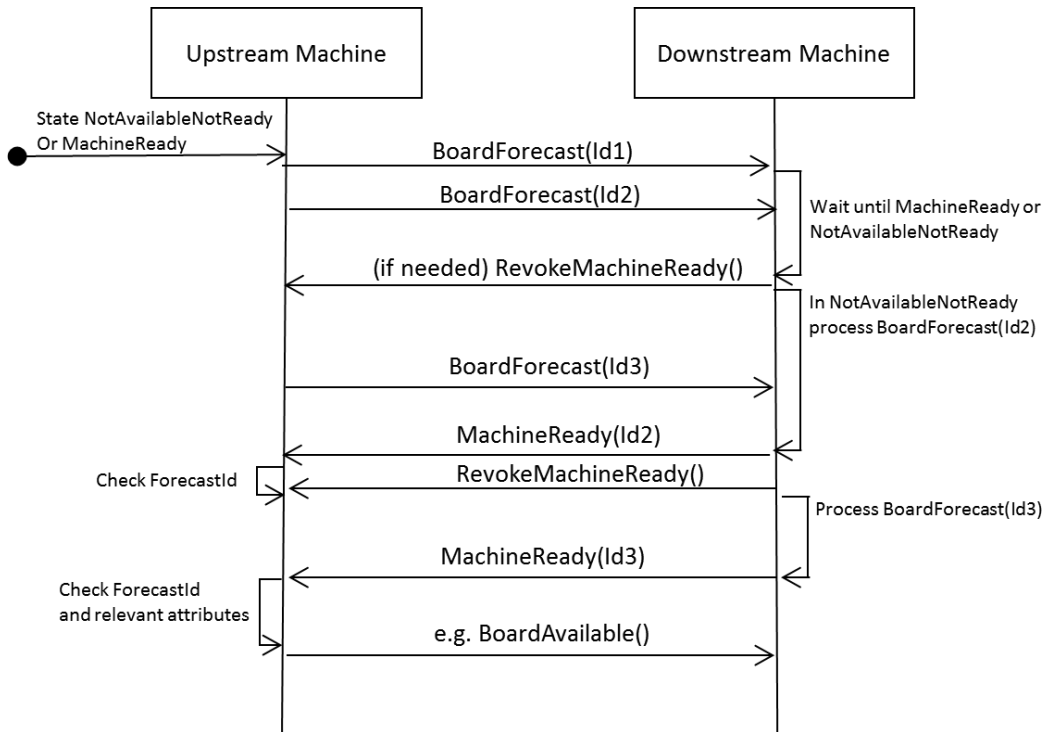 Upstream Machine
Downstream Machine
State NotAvailableNotReady
Or MachineReady
BoardForecast(Id1)
BoardForecast(Id2)
Wait until MachineReady or
NotAvailableNotReady
(if needed) RevokeMachineReady()
In NotAvailableNotReady
process BoardForecast(Id2)
BoardForecast(Id3)
MachineReady(Id2)
Check ForecastId
RevokeMachineReady()
Process BoardForecast(Id3)
MachineReady(Id3)
Check ForecastId
and relevant attributes
e.g. BoardAvailable()